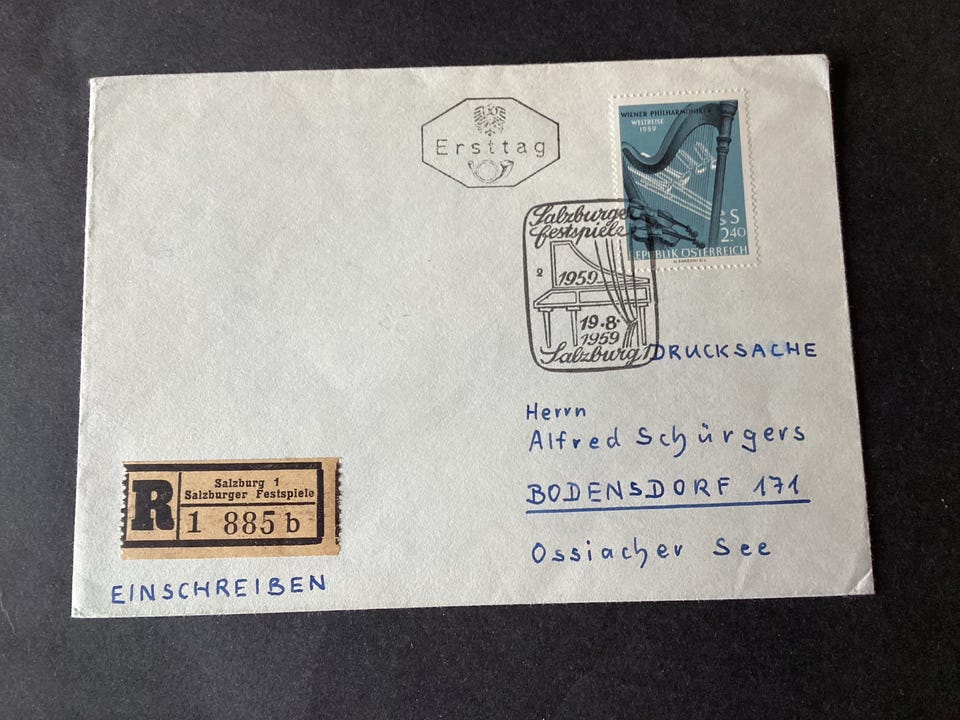 Ersttag
WIENER PHILHARMONIKER
WELTREISE
1959
S
2.40
REPUBLIK ÖSTERREICH
Salzburger
Festspiele
2
1959
19.8.
1959
Salzburg 1
DRUCKSACHE
Herrn
Alfred Schürgers
BODENSDORF 171
Ossiacher See
R
Salzburg 1
Salzburger Festspiele
1 885 b
EINSCHREIBEN